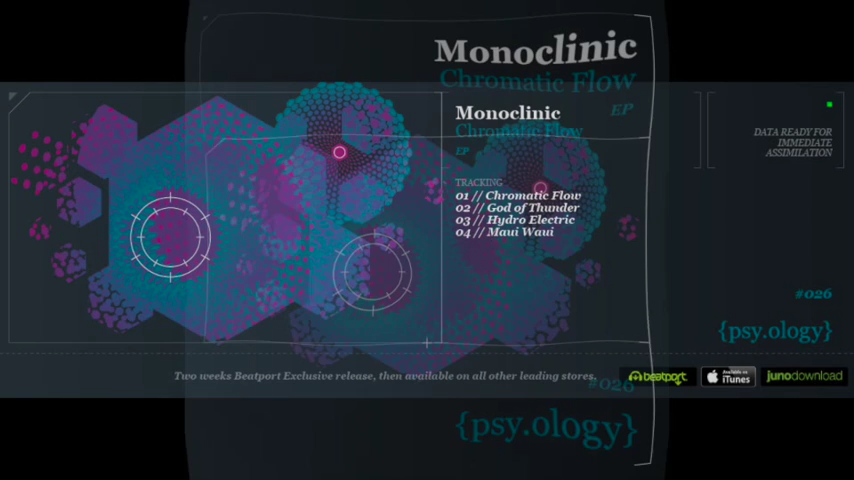 Monoclinic
Chromatic Flow
EP
Monoclinic
Chromatic Flow
EP
TRACKING
01 // Chromatic Flow
02 // God of Thunder
03 // Hydro Electric
04 // Maui Waui
DATA READY FOR
IMMEDIATE
ASSIMILATION
#026
{psy.ology}
Two weeks Beatport Exclusive release, then available on all other leading stores.
beatport
Available on
iTunes
junodownload
#026
{psy.ology}